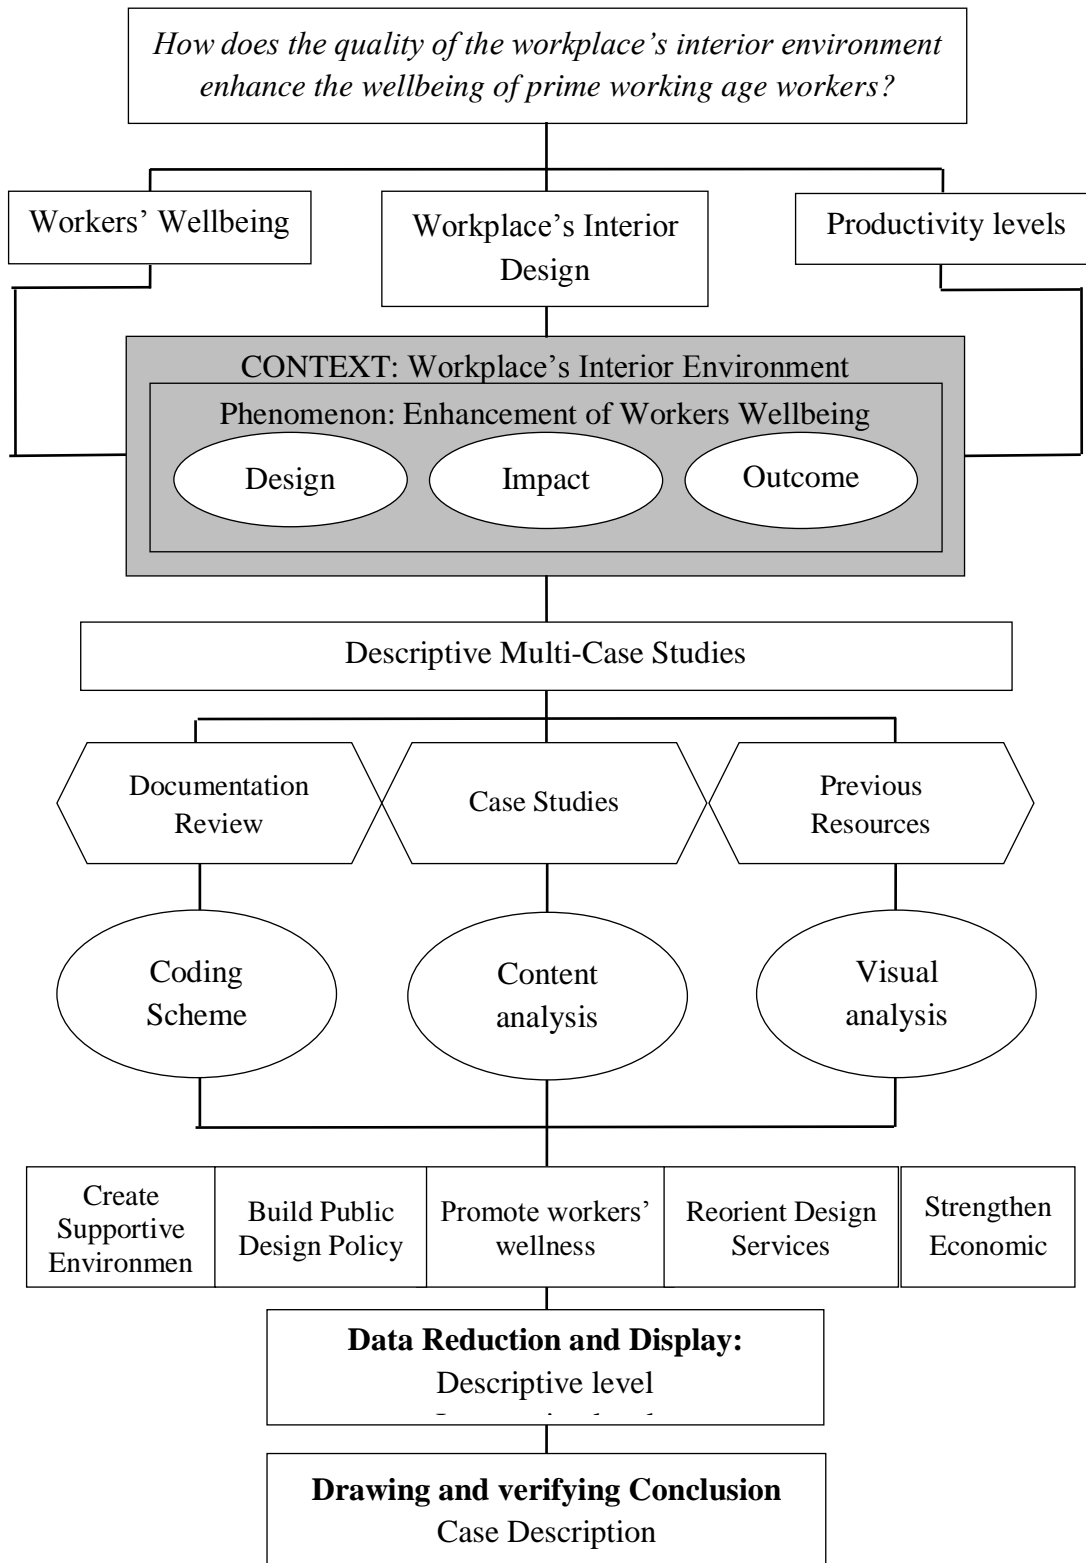 How does the quality of the workplace’s interior environment
enhance the wellbeing of prime working age workers?
Workers’ Wellbeing
Workplace’s Interior
Design
Productivity levels
CONTEXT: Workplace’s Interior Environment
Phenomenon: Enhancement of Workers Wellbeing
Design
Impact
Outcome
Descriptive Multi-Case Studies
Documentation
Review
Case Studies
Previous
Resources
Coding
Scheme
Content
analysis
Visual
analysis
Create
Supportive
Environmen
Build Public
Design Policy
Promote workers’
wellness
Reorient Design
Services
Strengthen
Economic
Data Reduction and Display:
Descriptive level
Drawing and verifying Conclusion
Case Description